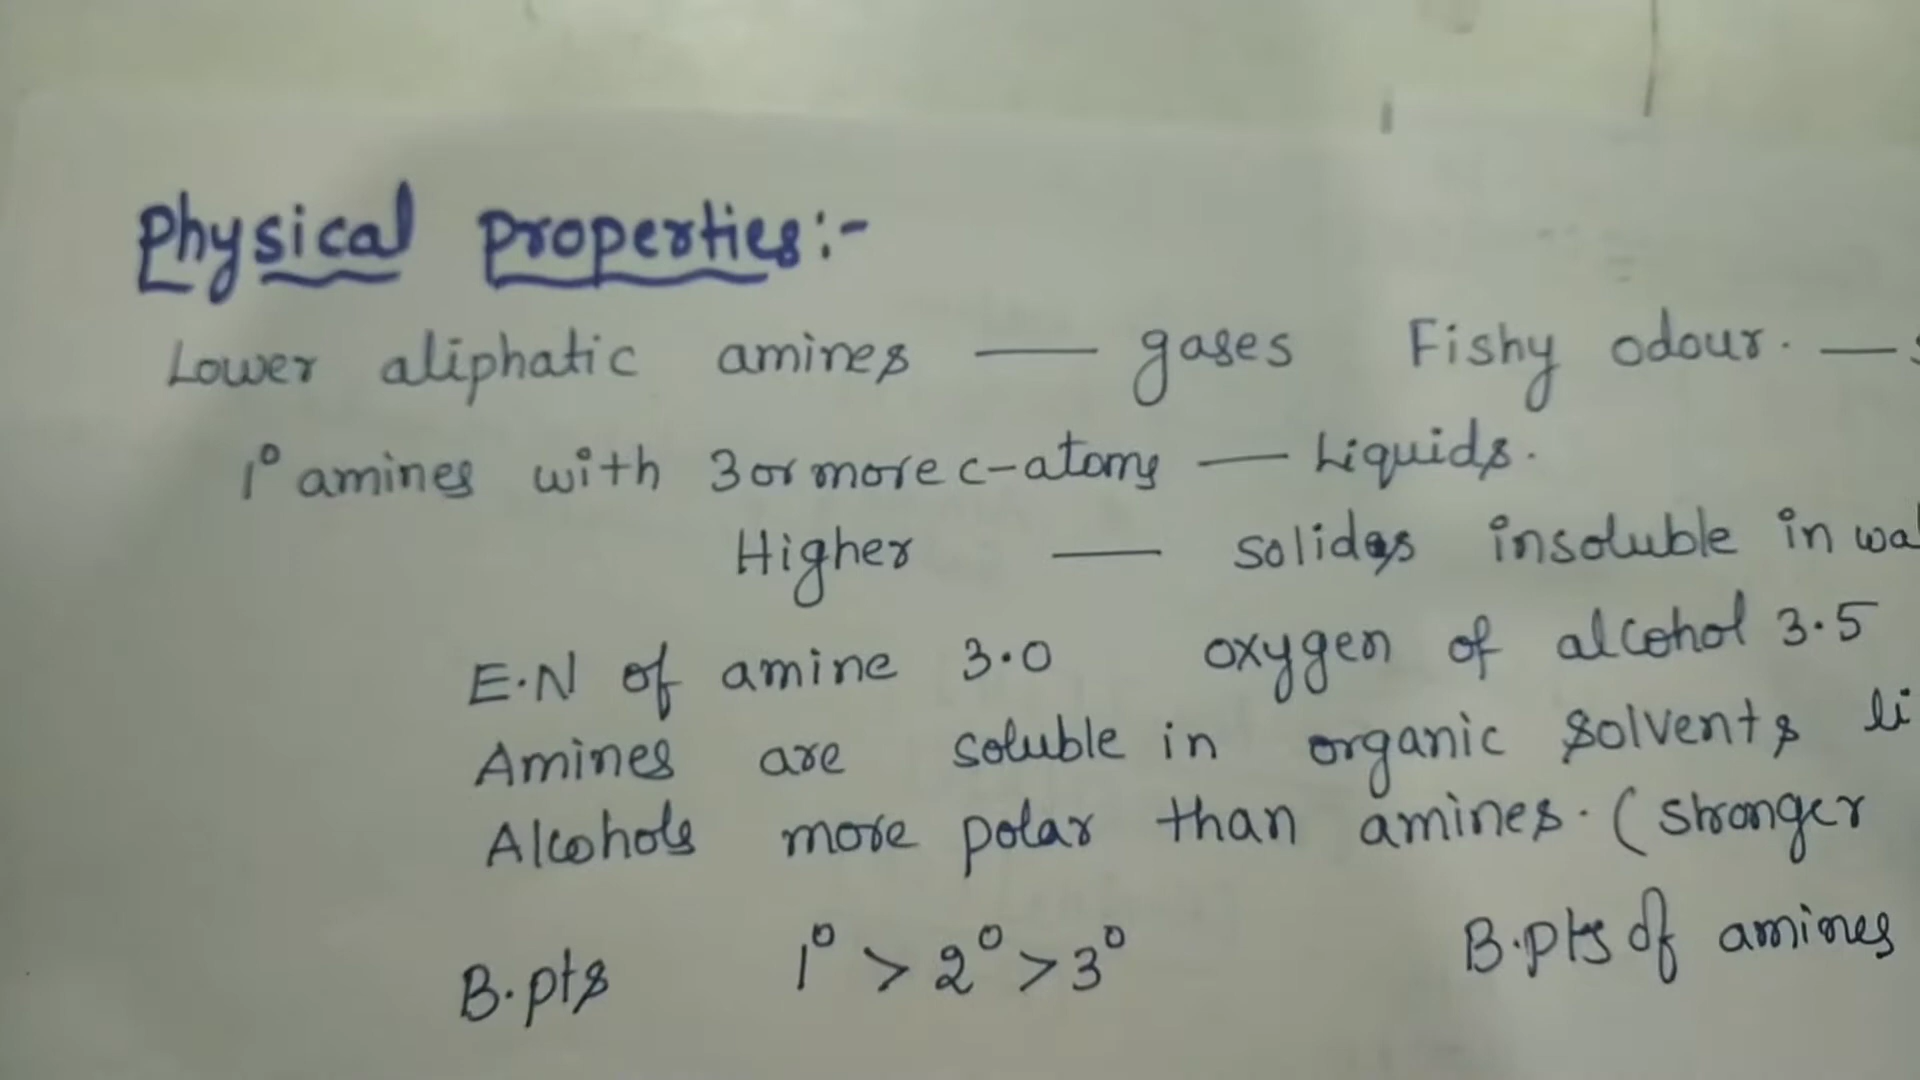 Physical properties:-
Lower aliphatic amines — gases Fishy odour. —
1° amines with 3 or more c-atoms — Liquids.
Higher — solids insoluble in
E.N of amine 3.0 oxygen of alcohol 3.5
Amines are soluble in organic solvents
Alcohols more polar than amines. (stronger
B.pts 1° > 2° > 3° B.pts of amines